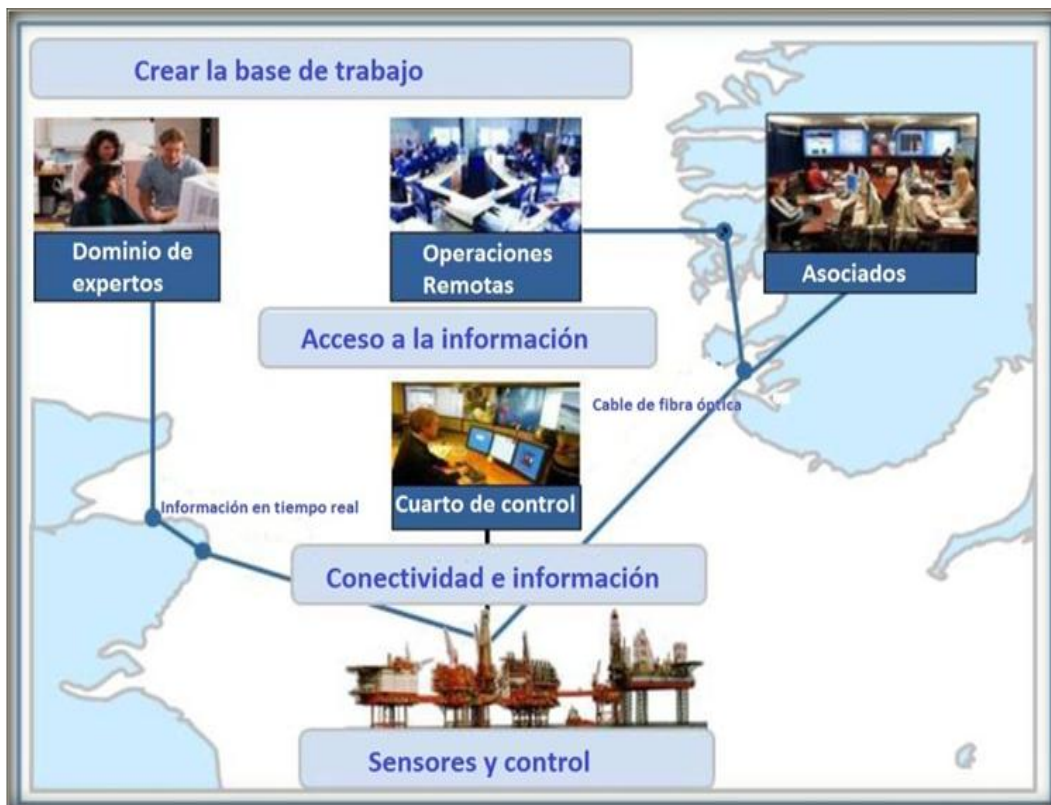 Crear la base de trabajo
Dominio de
expertos
Operaciones
Remotas
Asociados
Acceso a la información
Cable de fibra óptica
Información en tiempo real
Cuarto de control
Conectividad e información
Sensores y control